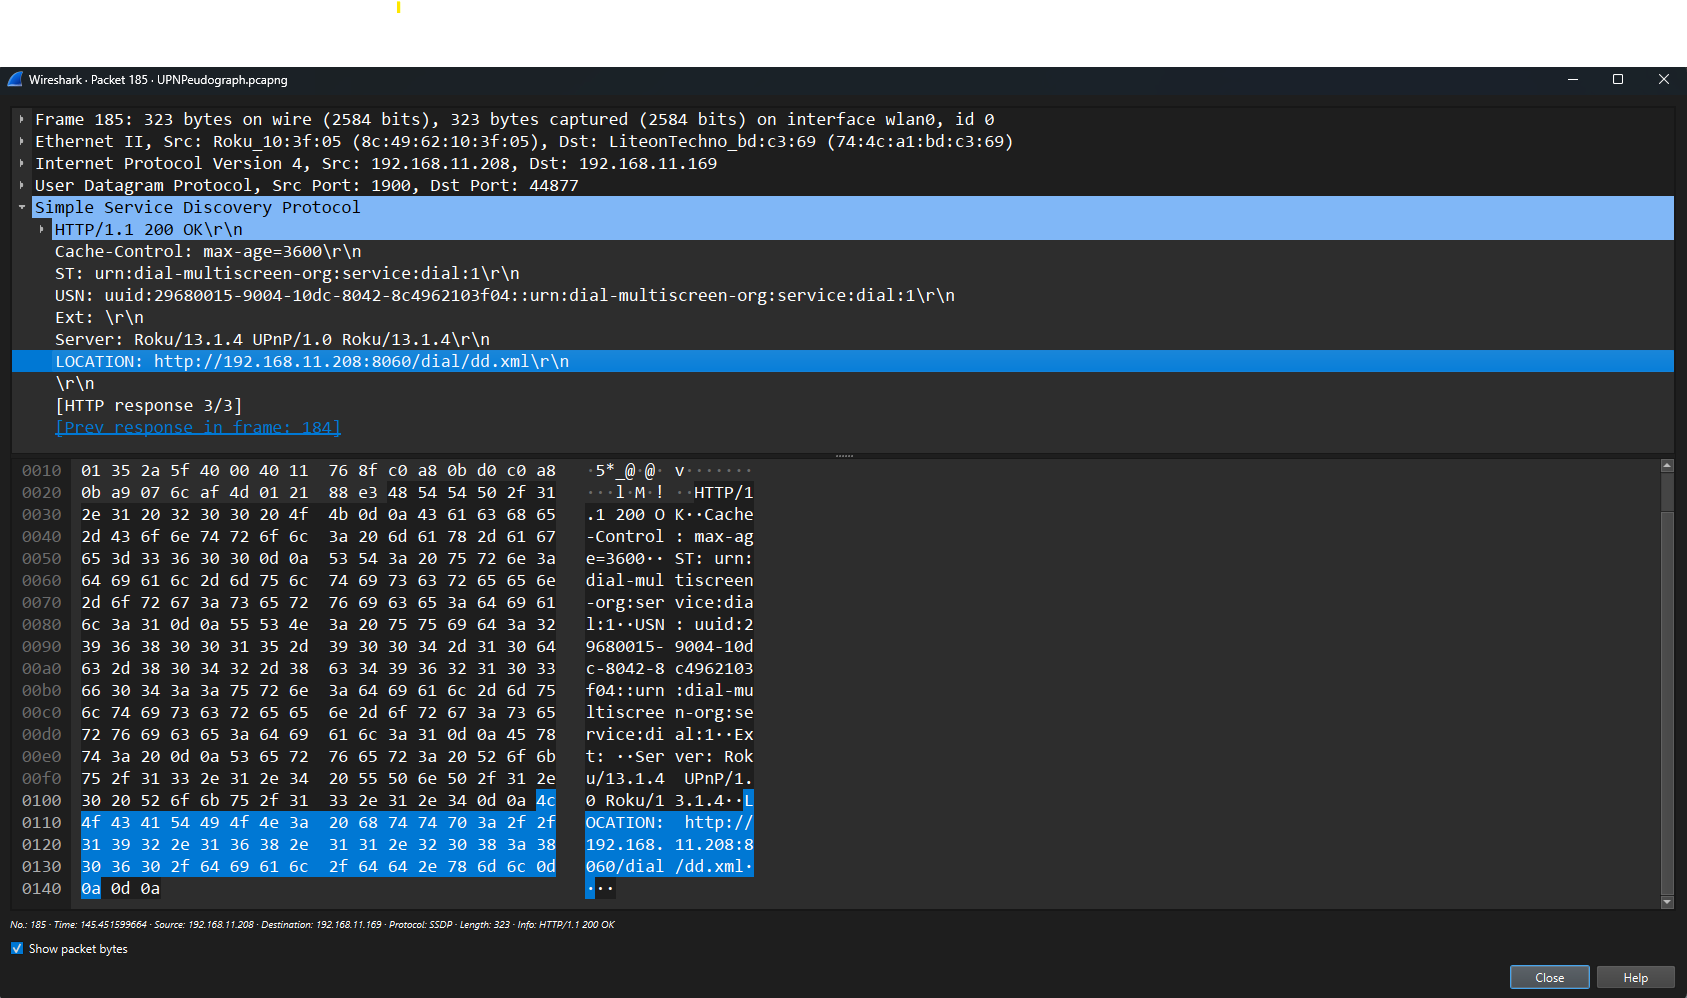 Wireshark · Packet 185 · UPNPeudograph.pcapng
Frame 185: 323 bytes on wire (2584 bits), 323 bytes captured (2584 bits) on interface wlan0, id 0
Ethernet II, Src: Roku_10:3f:05 (8c:49:62:10:3f:05), Dst: LiteonTechno_bd:c3:69 (74:4c:a1:bd:c3:69)
Internet Protocol Version 4, Src: 192.168.11.208, Dst: 192.168.11.169
User Datagram Protocol, Src Port: 1900, Dst Port: 44877
Simple Service Discovery Protocol
HTTP/1.1 200 OK\r\n
Cache-Control: max-age=3600\r\n
ST: urn:dial-multiscreen-org:service:dial:1\r\n
USN: uuid:29680015-9004-10dc-8042-8c4962103f04::urn:dial-multiscreen-org:service:dial:1\r\n
Ext: \r\n
Server: Roku/13.1.4 UPnP/1.0 Roku/13.1.4\r\n
LOCATION: http://192.168.11.208:8060/dial/dd.xml\r\n
\r\n
[HTTP response 3/3]
[Prev response in frame: 184]
0010 01 35 2a 5f 40 00 40 11 76 8f c0 a8 0b d0 c0 a8 ·5*_@·@· v·······
0020 0b a9 07 6c af 4d 01 21 88 e3 48 54 54 50 2f 31 ···l·M·! ··HTTP/1
0030 2e 31 20 32 30 30 20 4f 4b 0d 0a 43 61 63 68 65 .1 200 O K··Cache
0040 2d 43 6f 6e 74 72 6f 6c 3a 20 6d 61 78 2d 61 67 -Control : max-ag
0050 65 3d 33 36 30 30 0d 0a 53 54 3a 20 75 72 6e 3a e=3600·· ST: urn:
0060 64 69 61 6c 2d 6d 75 6c 74 69 73 63 72 65 65 6e dial-mul tiscreen
0070 2d 6f 72 67 3a 73 65 72 76 69 63 65 3a 64 69 61 -org:ser vice:dia
0080 6c 3a 31 0d 0a 55 53 4e 3a 20 75 75 69 64 3a 32 l:1··USN : uuid:2
0090 39 36 38 30 30 31 35 2d 39 30 30 34 2d 31 30 64 9680015- 9004-10d
00a0 63 2d 38 30 34 32 2d 38 63 34 39 36 32 31 30 33 c-8042-8 c4962103
00b0 66 30 34 3a 3a 75 72 6e 3a 64 69 61 6c 2d 6d 75 f04::urn :dial-mu
00c0 6c 74 69 73 63 72 65 65 6e 2d 6f 72 67 3a 73 65 ltiscree n-org:se
00d0 72 76 69 63 65 3a 64 69 61 6c 3a 31 0d 0a 45 78 rvice:di al:1··Ex
00e0 74 3a 20 0d 0a 53 65 72 76 65 72 3a 20 52 6f 6b t: ··Ser ver: Rok
00f0 75 2f 31 33 2e 31 2e 34 20 55 50 6e 50 2f 31 2e u/13.1.4 UPnP/1.
0100 30 20 52 6f 6b 75 2f 31 33 2e 31 2e 34 0d 0a 4c 0 Roku/1 3.1.4··L
0110 4f 43 41 54 49 4f 4e 3a 20 68 74 74 70 3a 2f 2f OCATION: http://
0120 31 39 32 2e 31 36 38 2e 31 31 2e 32 30 38 3a 38 192.168. 11.208:8
0130 30 36 30 2f 64 69 61 6c 2f 64 64 2e 78 6d 6c 0d 060/dial /dd.xml·
0140 0a 0d 0a ···
No.: 185 · Time: 145.451599664 · Source: 192.168.11.208 · Destination: 192.168.11.169 · Protocol: SSDP · Length: 323 · Info: HTTP/1.1 200 OK
Show packet bytes
Close Help